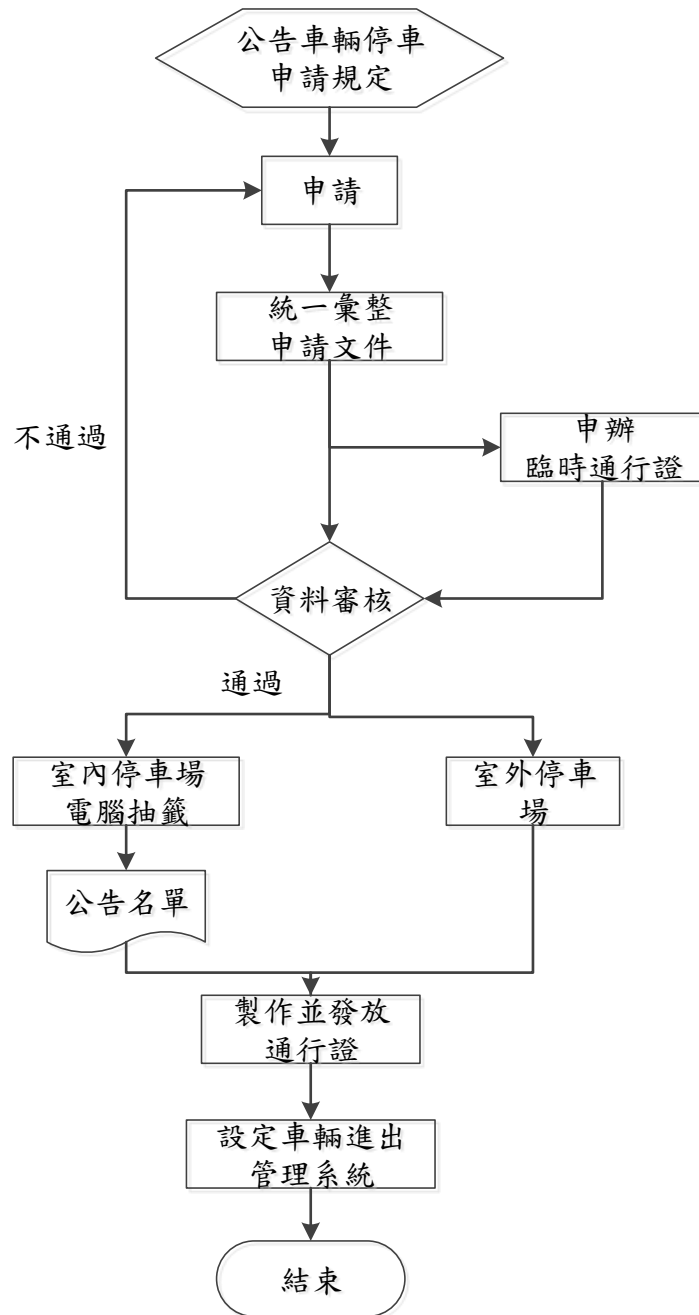 公告車輛停車
申請規定
申請
統一彙整
申請文件
不通過
申辦
臨時通行證
資料審核
通過
室內停車場
電腦抽籤
室外停車
場
公告名單
製作並發放
通行證
設定車輛進出
管理系統
結束